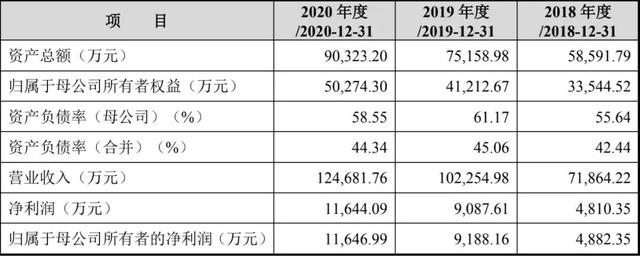 项 目 2020 年度 /2020-12-31 2019 年度 /2019-12-31 2018 年度 /2018-12-31
资产总额（万元） 90,323.20 75,158.98 58,591.79
归属于母公司所有者权益（万元） 50,274.30 41,212.67 33,544.52
资产负债率（母公司）（%） 58.55 61.17 55.64
资产负债率（合并）（%） 44.34 45.06 42.44
营业收入（万元） 124,681.76 102,254.98 71,864.22
净利润（万元） 11,644.09 9,087.61 4,810.35
归属于母公司所有者的净利润（万元） 11,646.99 9,188.16 4,882.35